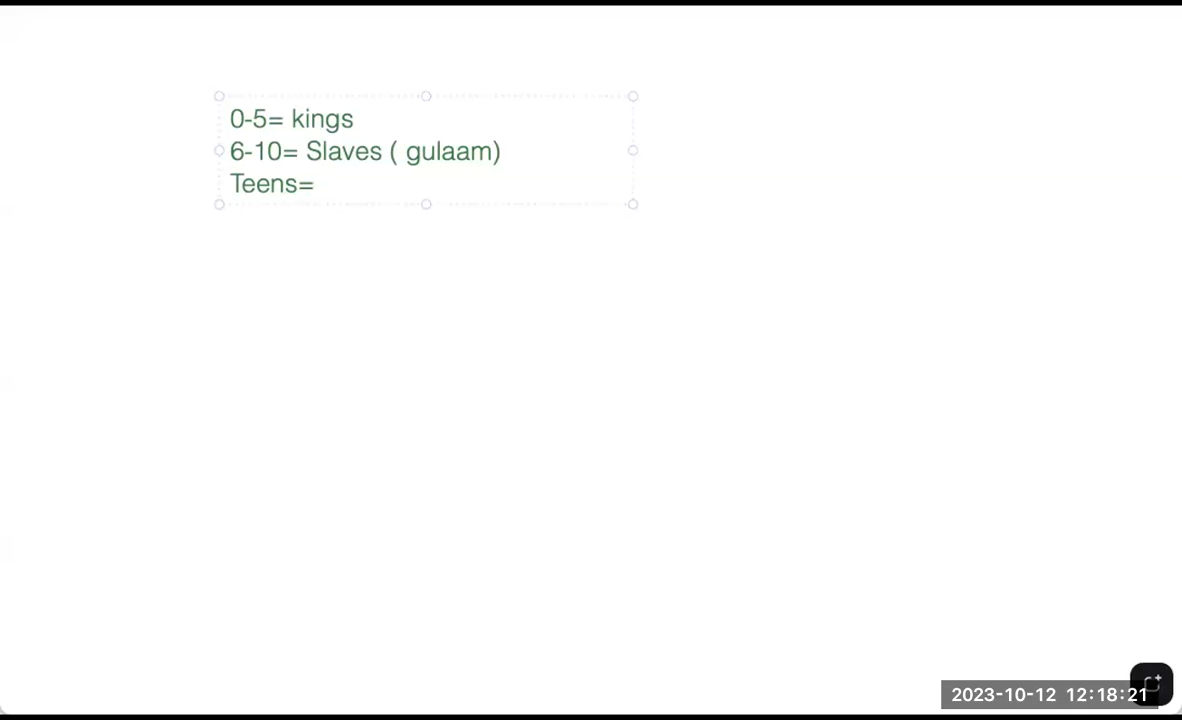 0-5= kings
6-10= Slaves ( gulaam)
Teens=
2023-10-12 12:18:21